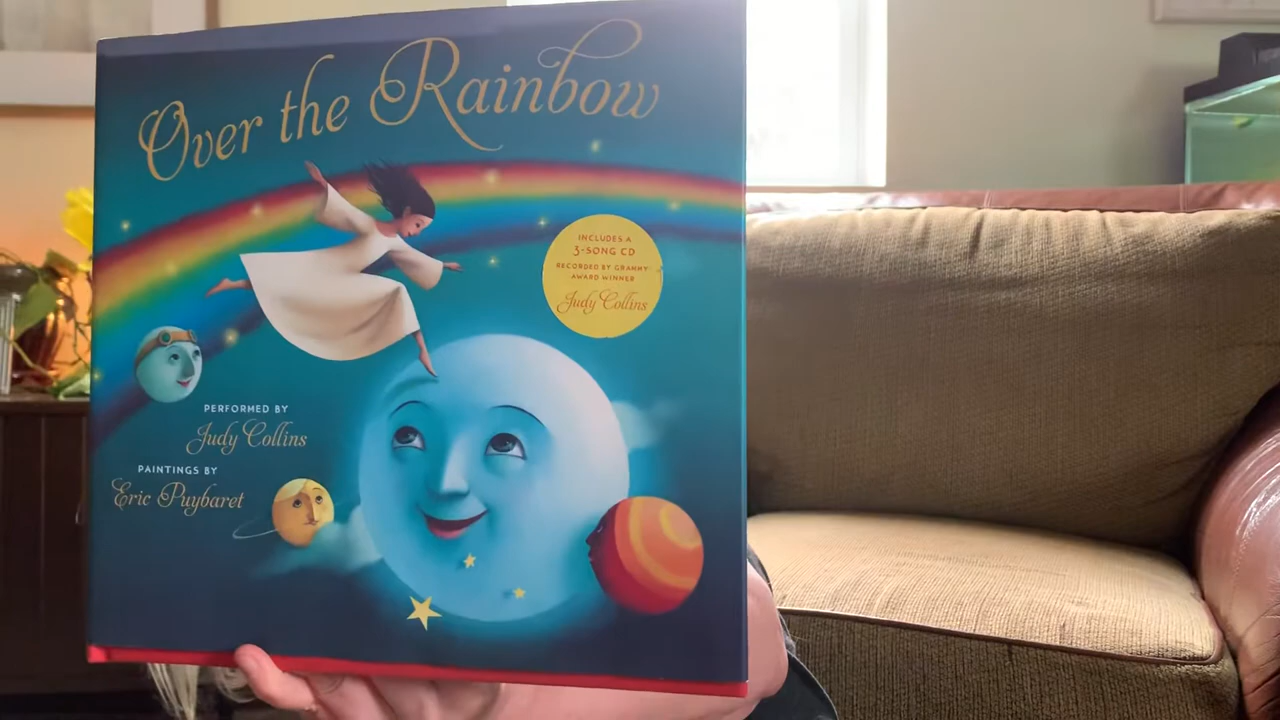 Over the Rainbow
INCLUDES A
3-SONG CD
RECORDED BY GRAMMY
AWARD WINNER
Judy Collins
PERFORMED BY
Judy Collins
PAINTINGS BY
Eric Puybaret